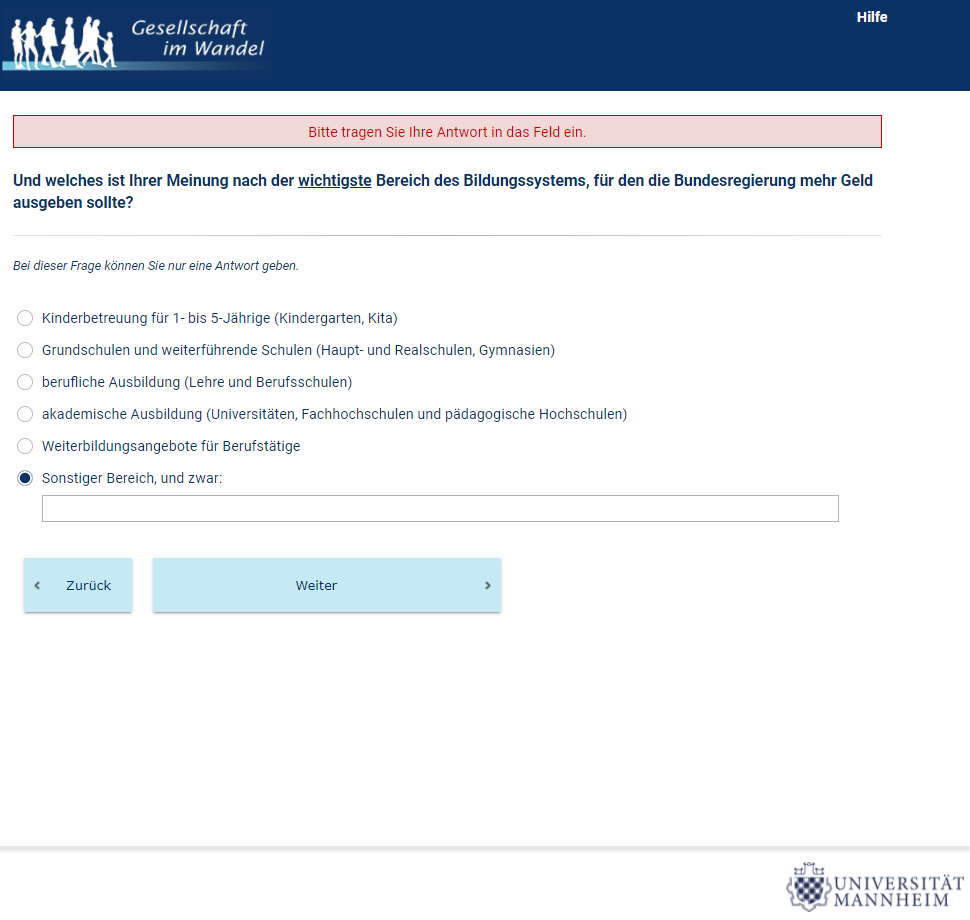 Gesellschaft
im Wandel
Hilfe
Bitte tragen Sie Ihre Antwort in das Feld ein.
Und welches ist Ihrer Meinung nach der wichtigste Bereich des Bildungssystems, für den die Bundesregierung mehr Geld
ausgeben sollte?
Bei dieser Frage können Sie nur eine Antwort geben.
Kinderbetreuung für 1- bis 5-Jährige (Kindergarten, Kita)
Grundschulen und weiterführende Schulen (Haupt- und Realschulen, Gymnasien)
berufliche Ausbildung (Lehre und Berufsschulen)
akademische Ausbildung (Universitäten, Fachhochschulen und pädagogische Hochschulen)
Weiterbildungsangebote für Berufstätige
Sonstiger Bereich, und zwar:
Zurück
Weiter
UNIVERSITÄT
MANNHEIM